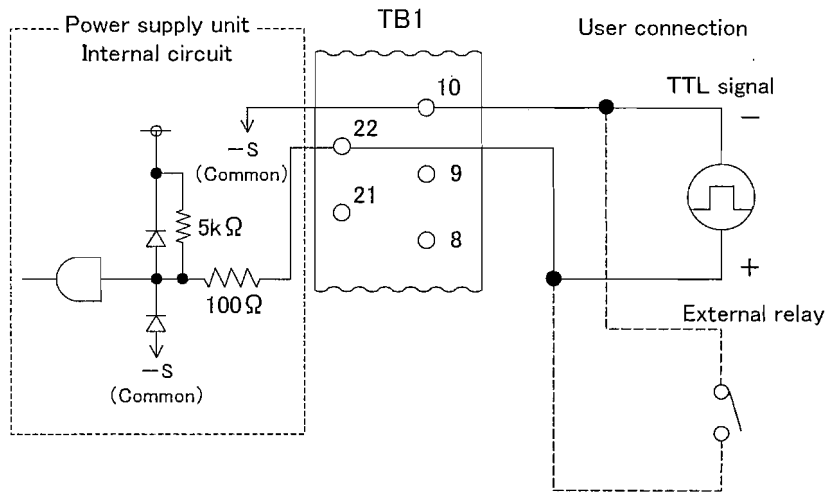 Power supply unit
Internal circuit
TB1
User connection
TTL signal
10
−
−S
(Common)
22
9
21
5kΩ
8
100Ω
+
−S
(Common)
External relay